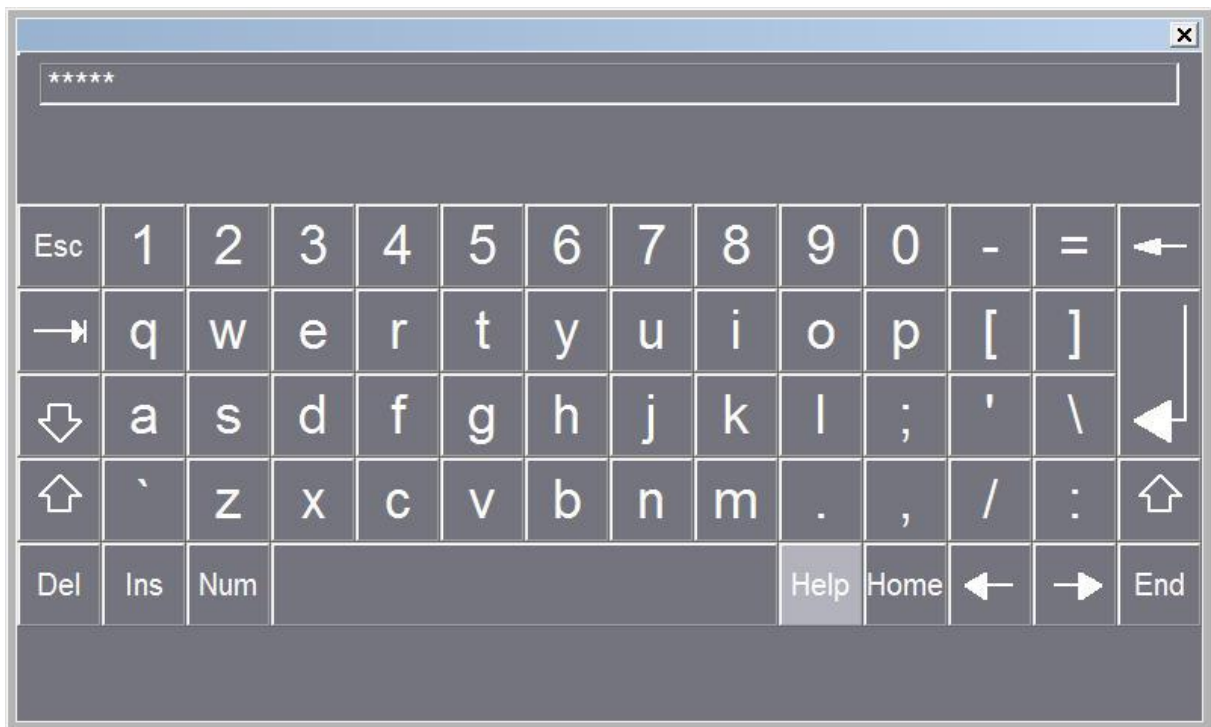 *****
Esc 1 2 3 4 5 6 7 8 9 0 - =
q w e r t y u i o p [ ]
a s d f g h j k l ; ' \
` z x c v b n m . , / :
Del Ins Num Help Home End